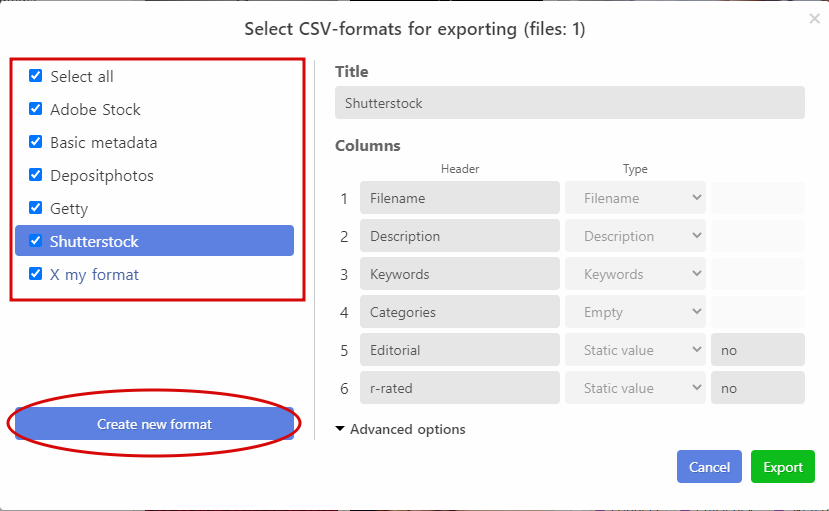 Select CSV-formats for exporting (files: 1)
×
Select all
Adobe Stock
Basic metadata
Depositphotos
Getty
Shutterstock
X my format
Create new format
Title
Shutterstock
Columns
Header Type
1 Filename Filename
2 Description Description
3 Keywords Keywords
4 Categories Empty
5 Editorial Static value no
6 r-rated Static value no
Advanced options
Cancel Export